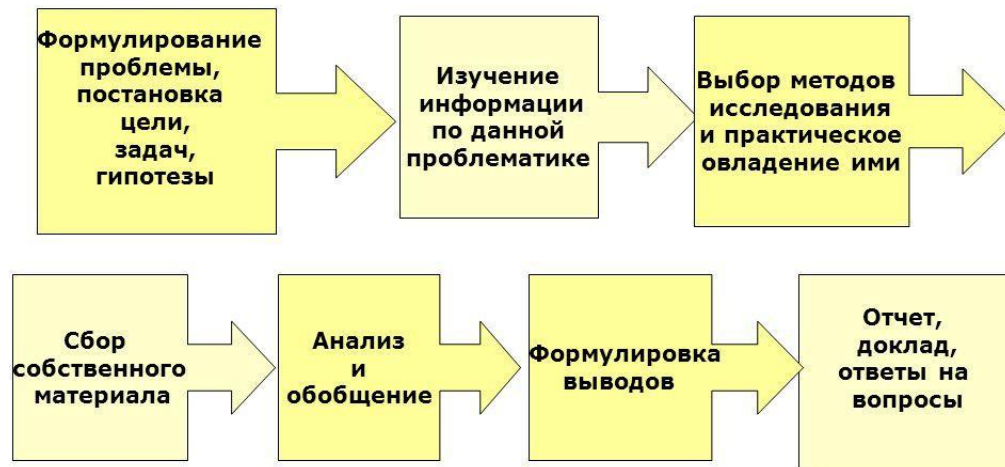 Формулирование
проблемы,
постановка
цели,
задач,
гипотезы
Изучение
информации
по данной
проблематике
Выбор методов
исследования
и практическое
овладение ими
Сбор
собственного
материала
Анализ
и
обобщение
Формулировка
выводов
Отчет,
доклад,
ответы на
вопросы